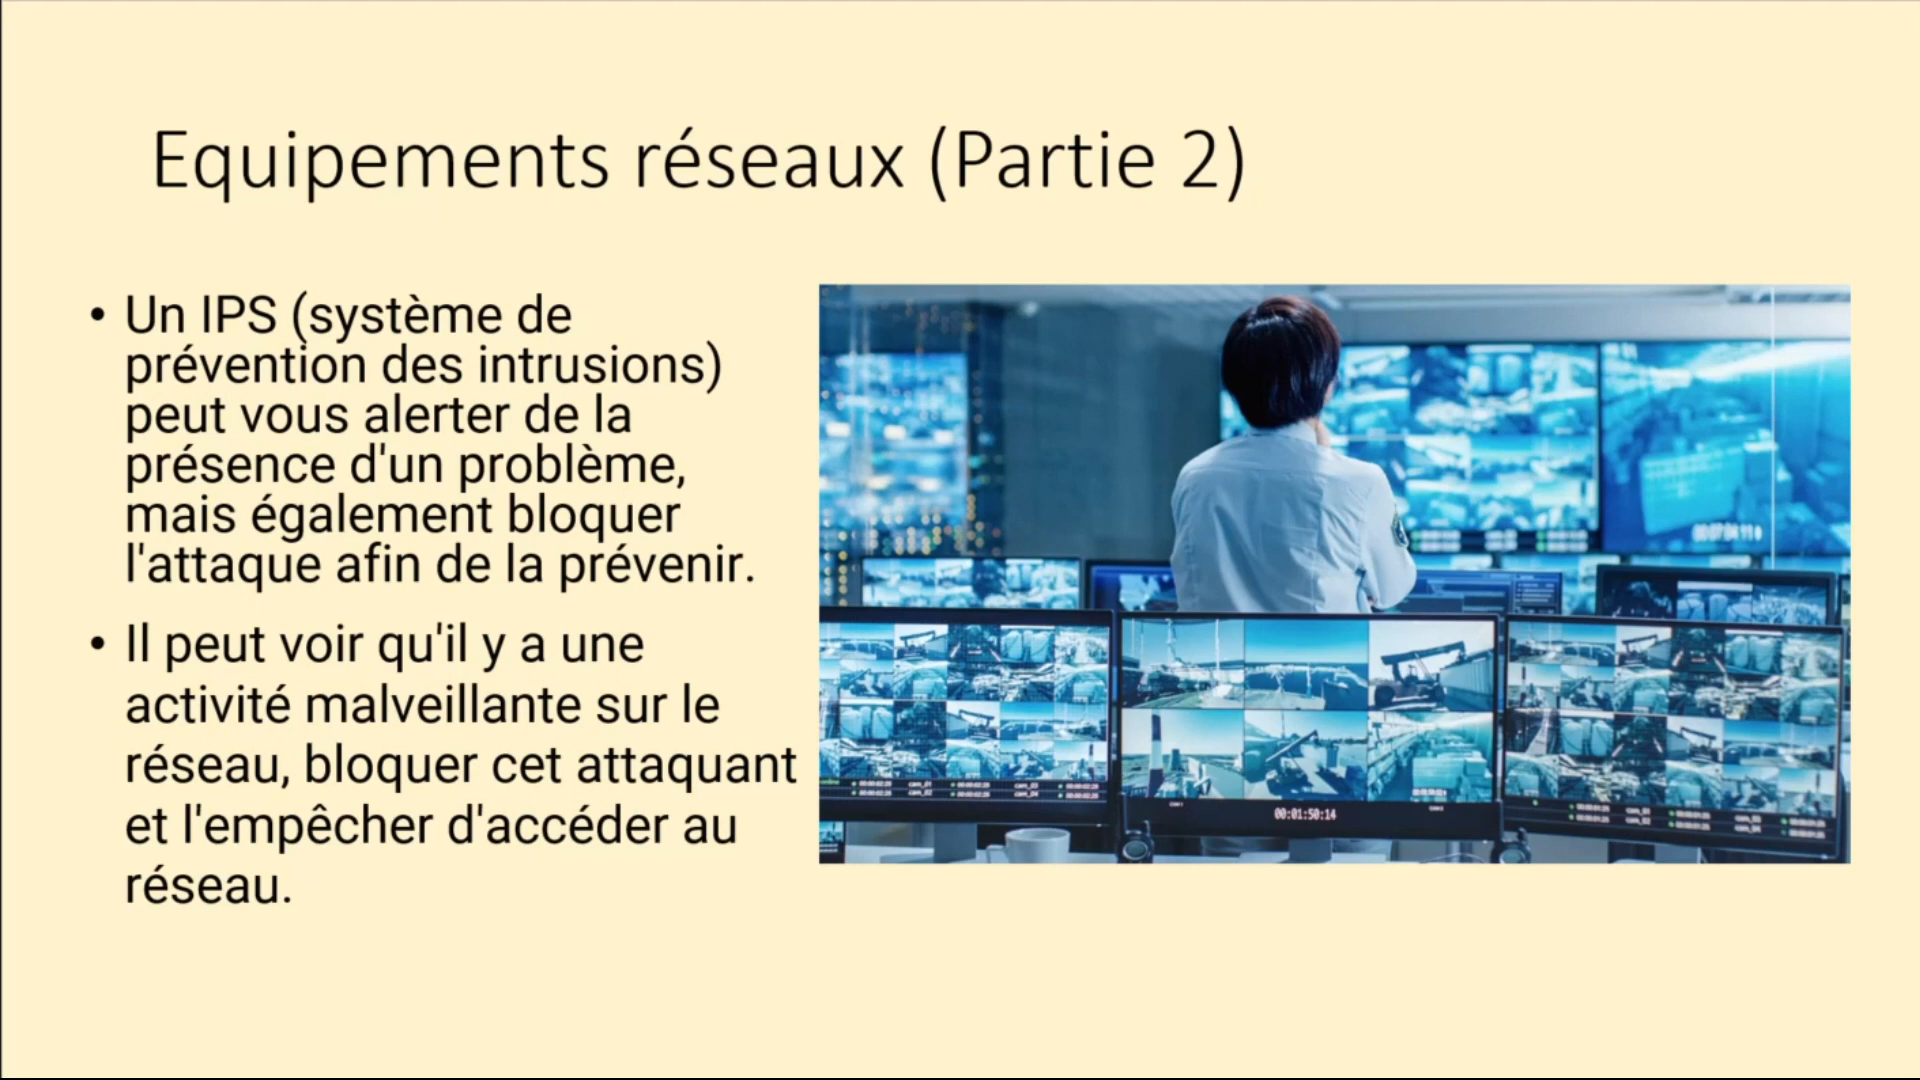 Equipements réseaux (Partie 2)
• Un IPS (système de
prévention des intrusions)
peut vous alerter de la
présence d'un problème,
mais également bloquer
l'attaque afin de la prévenir.
• Il peut voir qu'il y a une
activité malveillante sur le
réseau, bloquer cet attaquant
et l'empêcher d'accéder au
réseau.
00:01:50:14